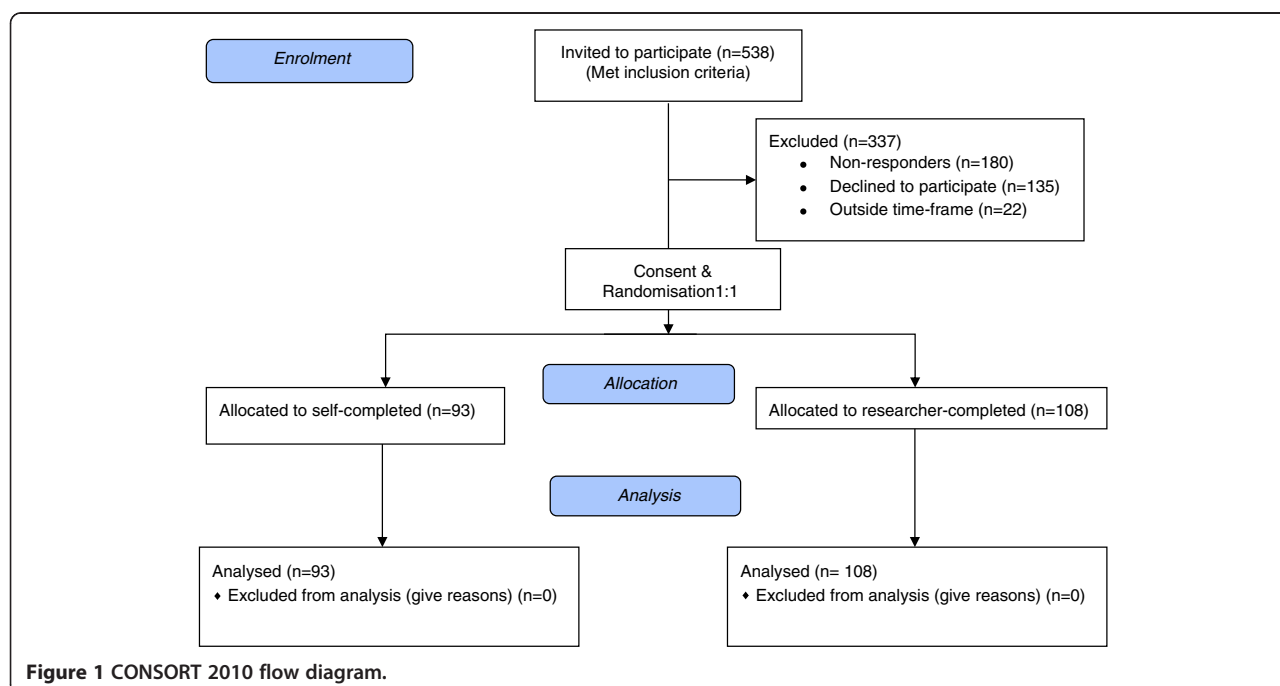 Enrolment
Invited to participate (n=538)
(Met inclusion criteria)
Excluded (n=337)
• Non-responders (n=180)
• Declined to participate (n=135)
• Outside time-frame (n=22)
Consent &
Randomisation1:1
Allocation
Allocated to self-completed (n=93)
Allocated to researcher-completed (n=108)
Analysis
Analysed (n=93)
♦ Excluded from analysis (give reasons) (n=0)
Analysed (n= 108)
♦ Excluded from analysis (give reasons) (n=0)
Figure 1 CONSORT 2010 flow diagram.